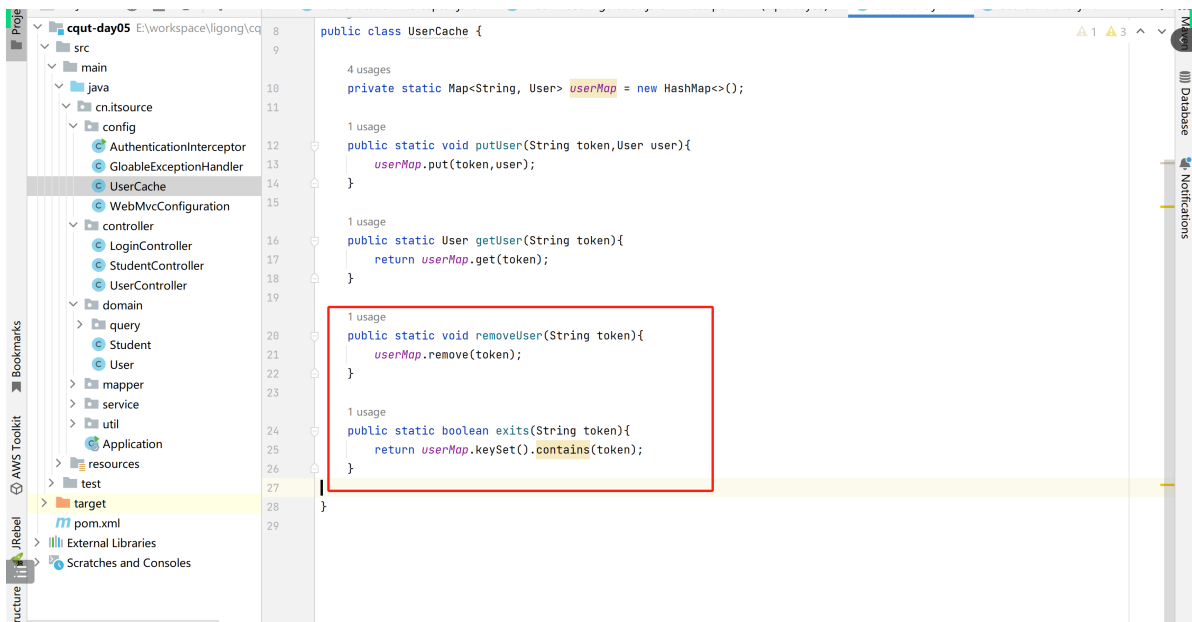 Proje
cqut-day05 E:\workspace\ligong\cq
src
main
java
cn.itsource
config
AuthenticationInterceptor
GloableExceptionHandler
UserCache
WebMvcConfiguration
controller
LoginController
StudentController
UserController
domain
query
Student
User
mapper
service
util
Application
resources
test
target
pom.xml
External Libraries
Scratches and Consoles
Bookmarks
AWS Toolkit
JRebel
ructure
8 public class UserCache {
9
4 usages
10 private static Map<String, User> userMap = new HashMap<>();
11
1 usage
12 public static void putUser(String token,User user){
13 userMap.put(token,user);
14 }
15
1 usage
16 public static User getUser(String token){
17 return userMap.get(token);
18 }
19
1 usage
20 public static void removeUser(String token){
21 userMap.remove(token);
22 }
23
1 usage
24 public static boolean exits(String token){
25 return userMap.keySet().contains(token);
26 }
27
28 }
29
1 3
Maven
Database
Notifications